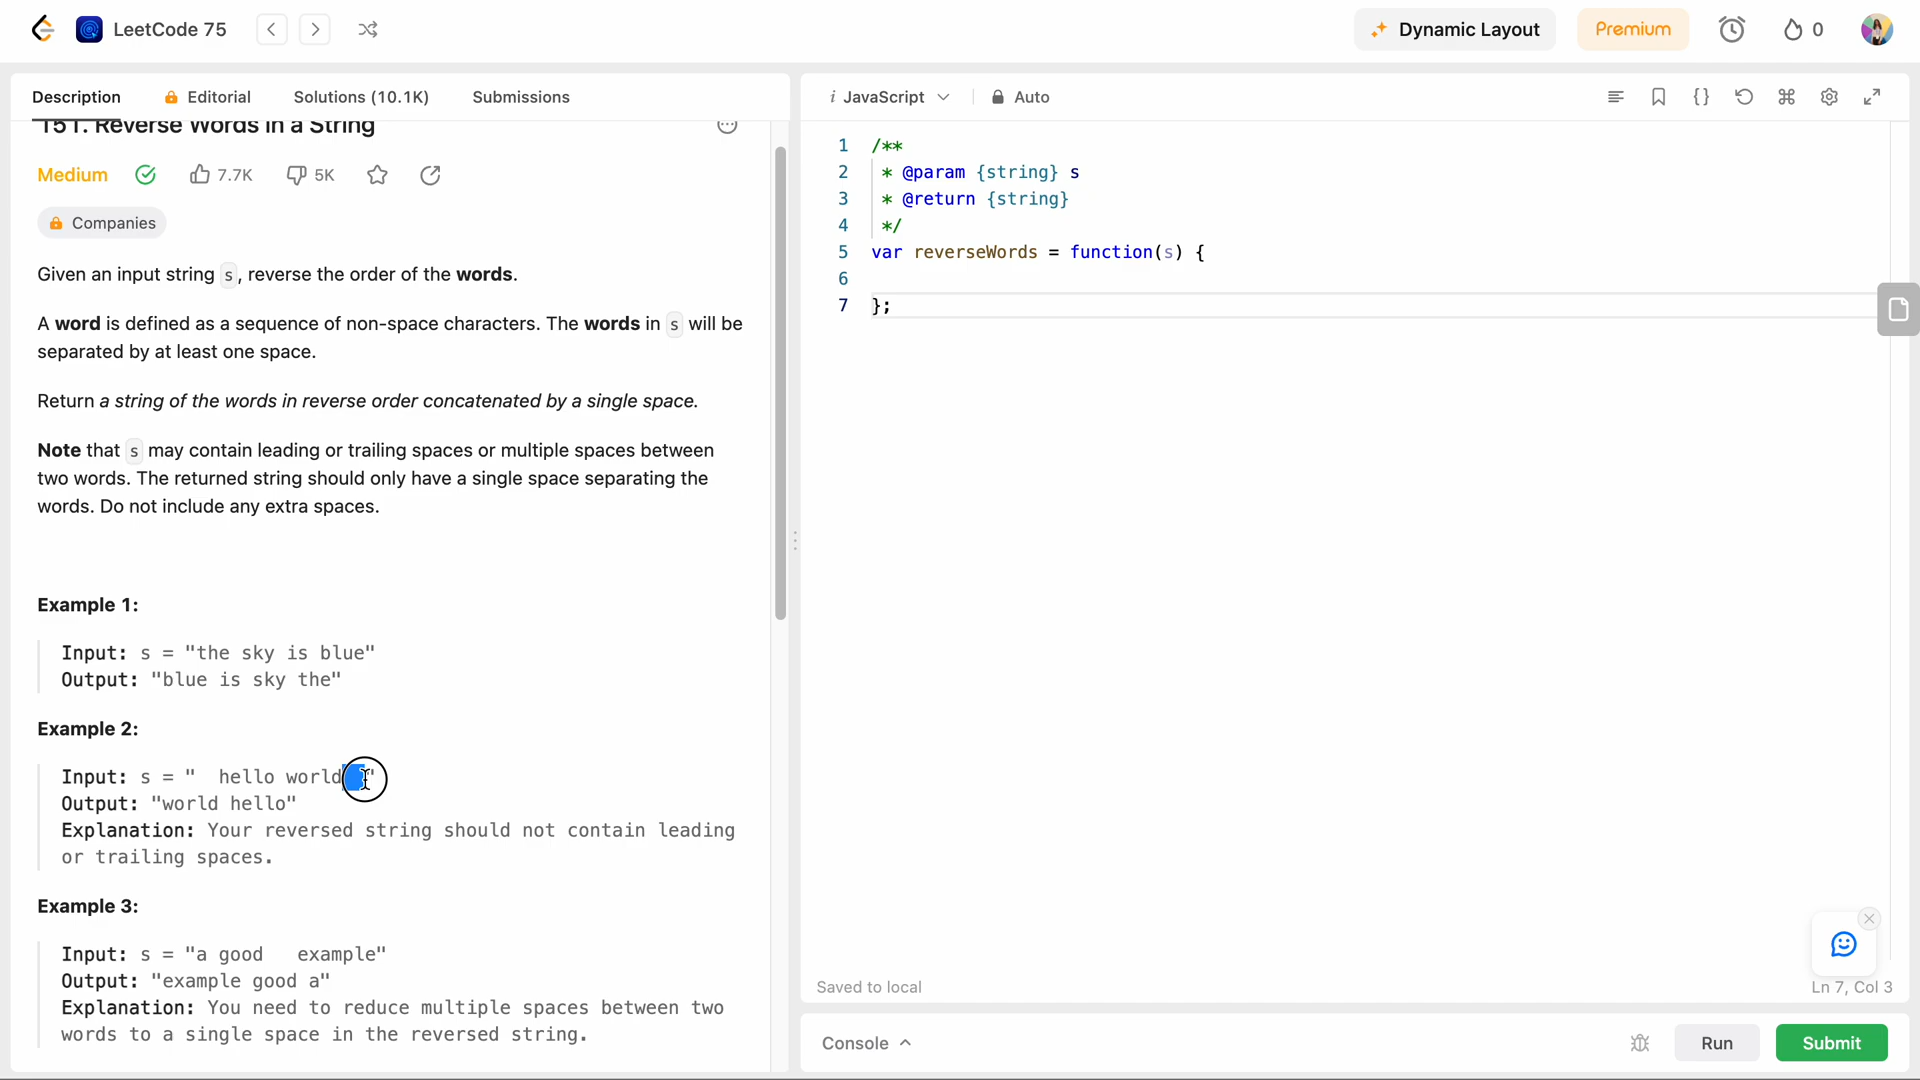 LeetCode 75
Dynamic Layout
Premium
0
Description
Editorial
Solutions (10.1K)
Submissions
151. Reverse Words in a String
Medium
7.7K
5K
Companies
Given an input string s, reverse the order of the words.
A word is defined as a sequence of non-space characters. The words in s will be
separated by at least one space.
Return a string of the words in reverse order concatenated by a single space.
Note that s may contain leading or trailing spaces or multiple spaces between
two words. The returned string should only have a single space separating the
words. Do not include any extra spaces.
Example 1:
Input: s = "the sky is blue"
Output: "blue is sky the"
Example 2:
Input: s = "  hello world  "
Output: "world hello"
Explanation: Your reversed string should not contain leading
or trailing spaces.
Example 3:
Input: s = "a good   example"
Output: "example good a"
Explanation: You need to reduce multiple spaces between two
words to a single space in the reversed string.
i JavaScript
Auto
1 /**
2  * @param {string} s
3  * @return {string}
4  */
5 var reverseWords = function(s) {
6
7 };
Saved to local
Ln 7, Col 3
Console
Run
Submit